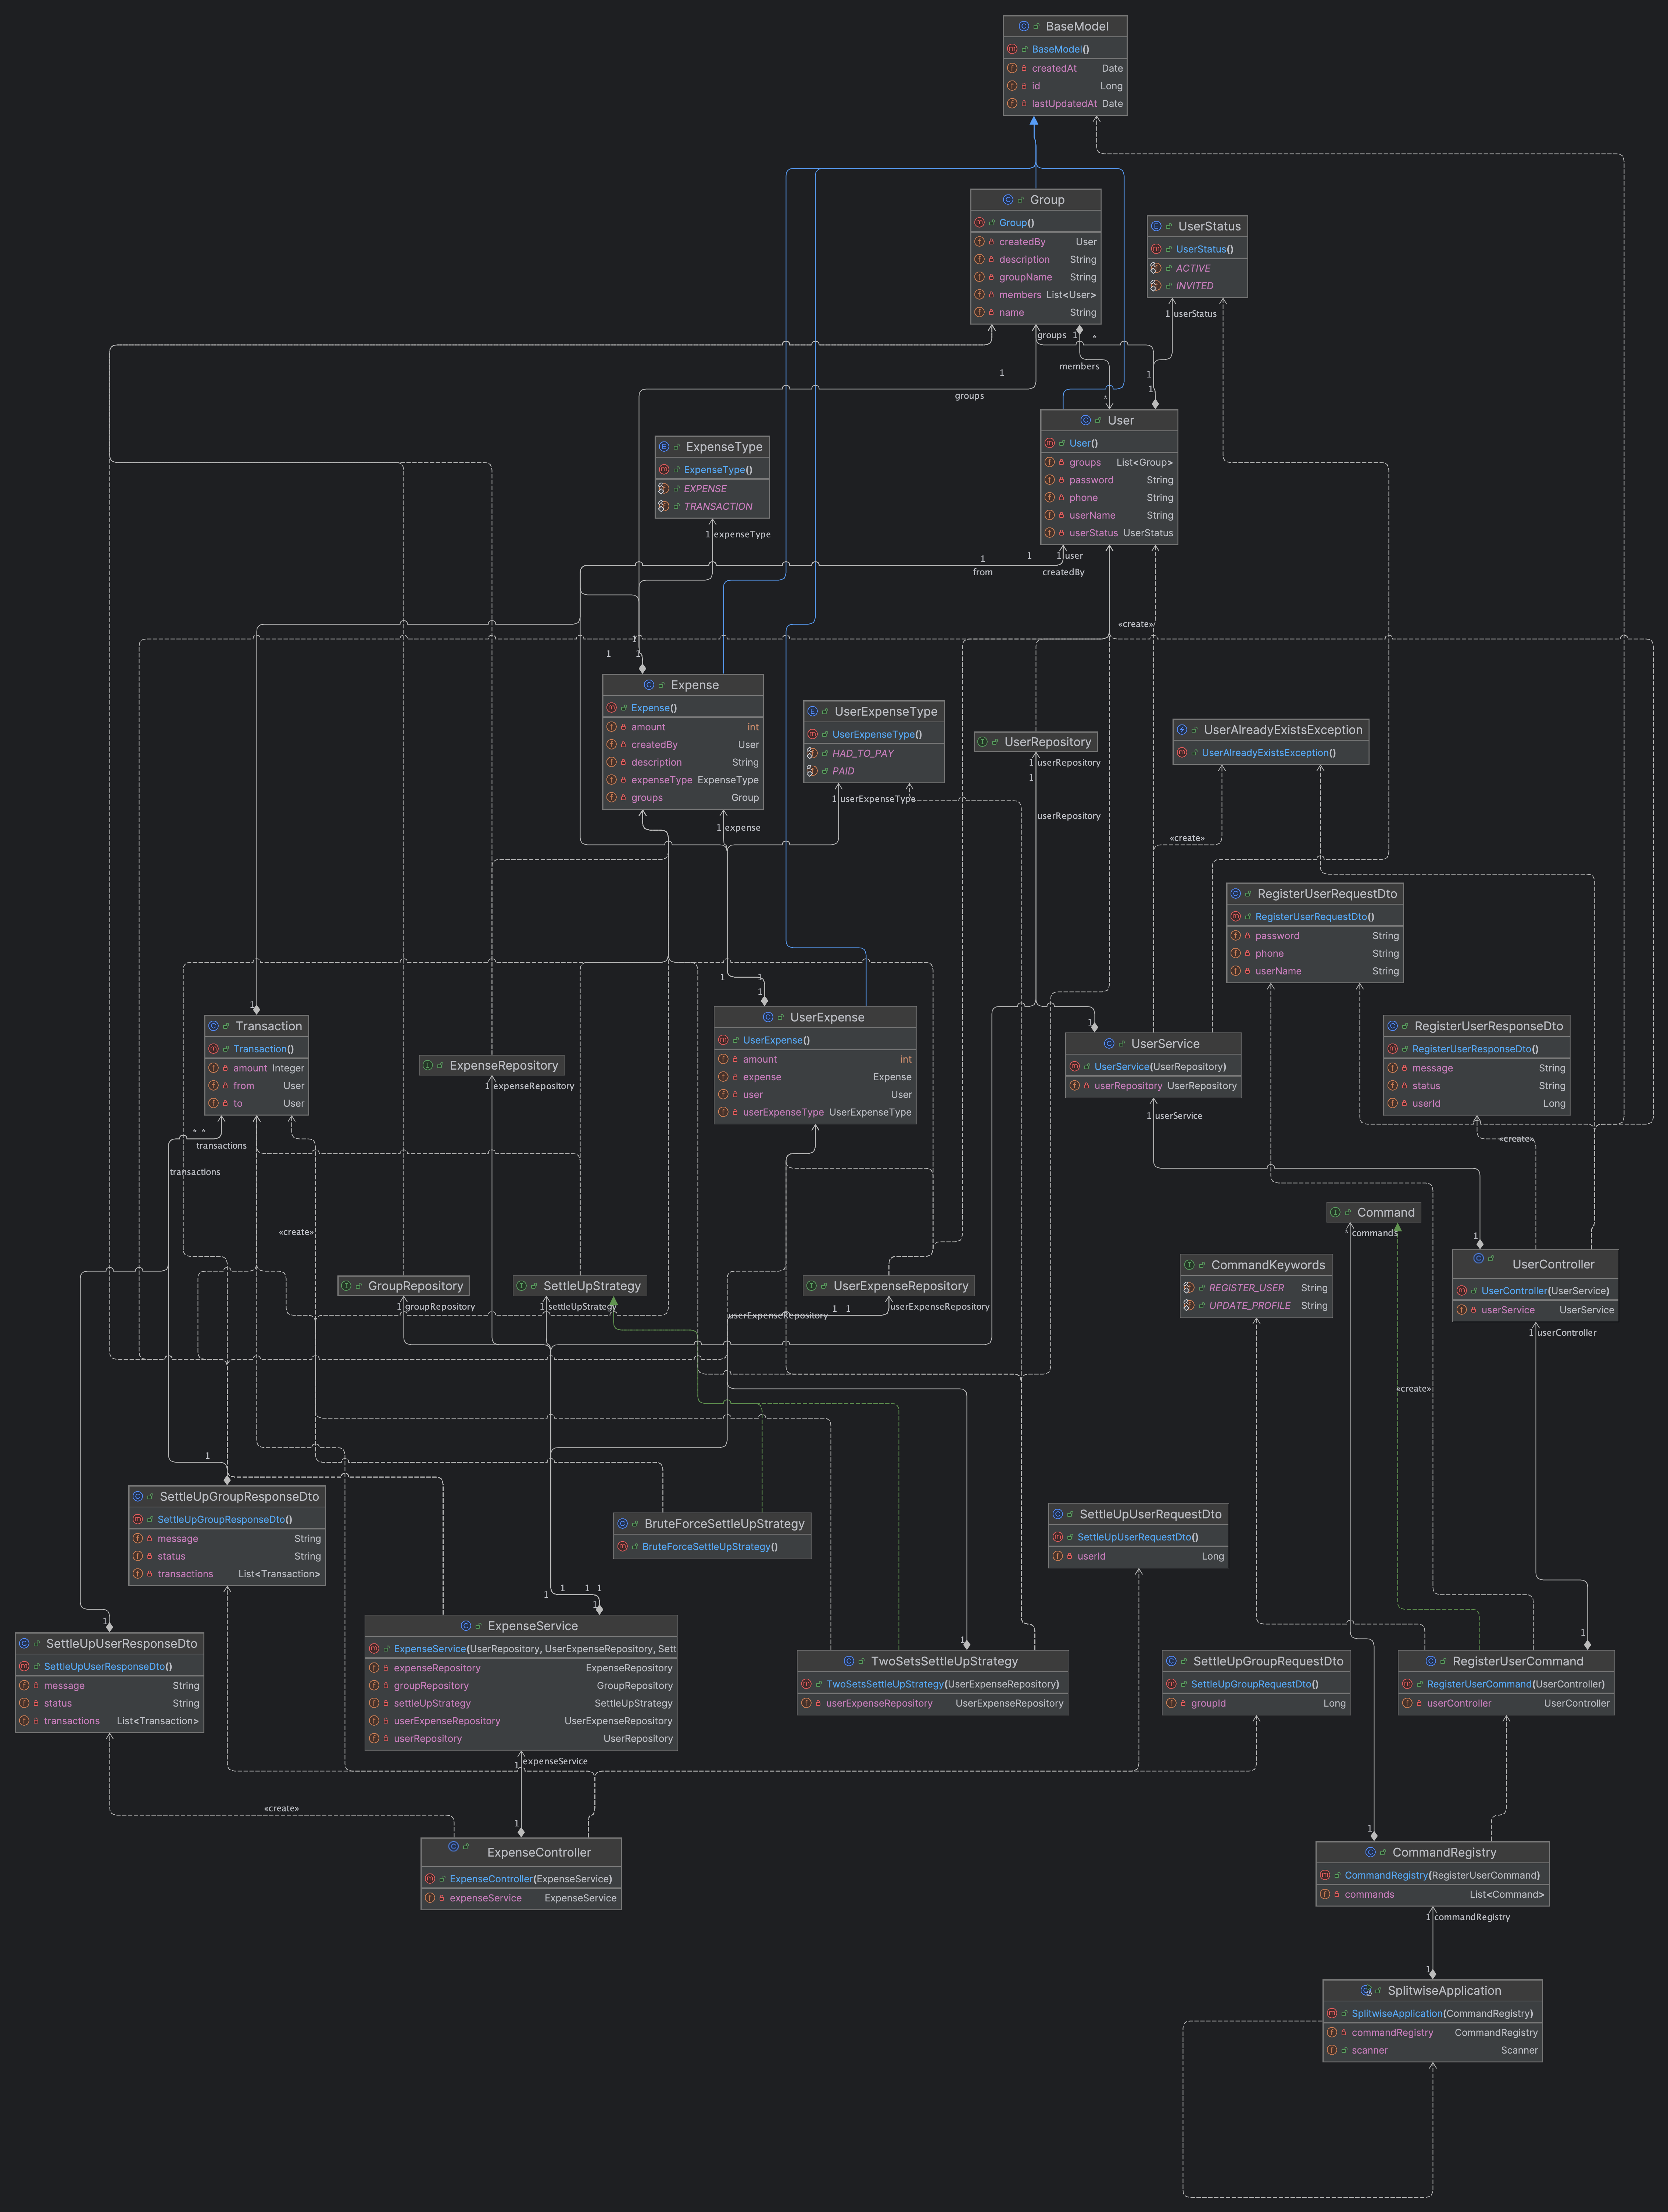 BaseModel
BaseModel()
createdAt Date
id Long
lastUpdatedAt Date
Group
Group()
createdBy User
description String
groupName String
members List<User>
name String
UserStatus
UserStatus()
ACTIVE
INVITED
1 userStatus
groups 1 *
members
1
1
1
groups
*
User
User()
groups List<Group>
password String
phone String
userName String
userStatus UserStatus
ExpenseType
ExpenseType()
EXPENSE
TRANSACTION
1 expenseType
1 1 1 user
from createdBy
«create»
1
1 1
Expense
Expense()
amount int
createdBy User
description String
expenseType ExpenseType
groups Group
1 expense
UserExpenseType
UserExpenseType()
HAD_TO_PAY
PAID
1 userExpenseType
UserRepository
1 userRepository
1
userRepository
UserAlreadyExistsException
UserAlreadyExistsException()
«create»
RegisterUserRequestDto
RegisterUserRequestDto()
password String
phone String
userName String
1 1
1
1
Transaction
Transaction()
amount Integer
from User
to User
* *
transactions
transactions
ExpenseRepository
1 expenseRepository
UserExpense
UserExpense()
amount int
expense Expense
user User
userExpenseType UserExpenseType
1
UserService
UserService(UserRepository)
userRepository UserRepository
1 userService
RegisterUserResponseDto
RegisterUserResponseDto()
message String
status String
userId Long
«create»
Command
* commands
«create»
1
UserController
UserController(UserService)
userService UserService
1 userController
CommandKeywords
REGISTER_USER String
UPDATE_PROFILE String
GroupRepository
1 groupRepository
SettleUpStrategy
1 settleUpStrategy
UserExpenseRepository
1 1 userExpenseRepository
userExpenseRepository
«create»
1
SettleUpGroupResponseDto
SettleUpGroupResponseDto()
message String
status String
transactions List<Transaction>
BruteForceSettleUpStrategy
BruteForceSettleUpStrategy()
SettleUpUserRequestDto
SettleUpUserRequestDto()
userId Long
1
SettleUpUserResponseDto
SettleUpUserResponseDto()
message String
status String
transactions List<Transaction>
1 1 1 1
1
ExpenseService
ExpenseService(UserRepository, UserExpenseRepository, Sett
expenseRepository ExpenseRepository
groupRepository GroupRepository
settleUpStrategy SettleUpStrategy
userExpenseRepository UserExpenseRepository
userRepository UserRepository
1 expenseService
1
TwoSetsSettleUpStrategy
TwoSetsSettleUpStrategy(UserExpenseRepository)
userExpenseRepository UserExpenseRepository
SettleUpGroupRequestDto
SettleUpGroupRequestDto()
groupId Long
1
RegisterUserCommand
RegisterUserCommand(UserController)
userController UserController
«create»
1
ExpenseController
ExpenseController(ExpenseService)
expenseService ExpenseService
1
CommandRegistry
CommandRegistry(RegisterUserCommand)
commands List<Command>
1 commandRegistry
1
SplitwiseApplication
SplitwiseApplication(CommandRegistry)
commandRegistry CommandRegistry
scanner Scanner